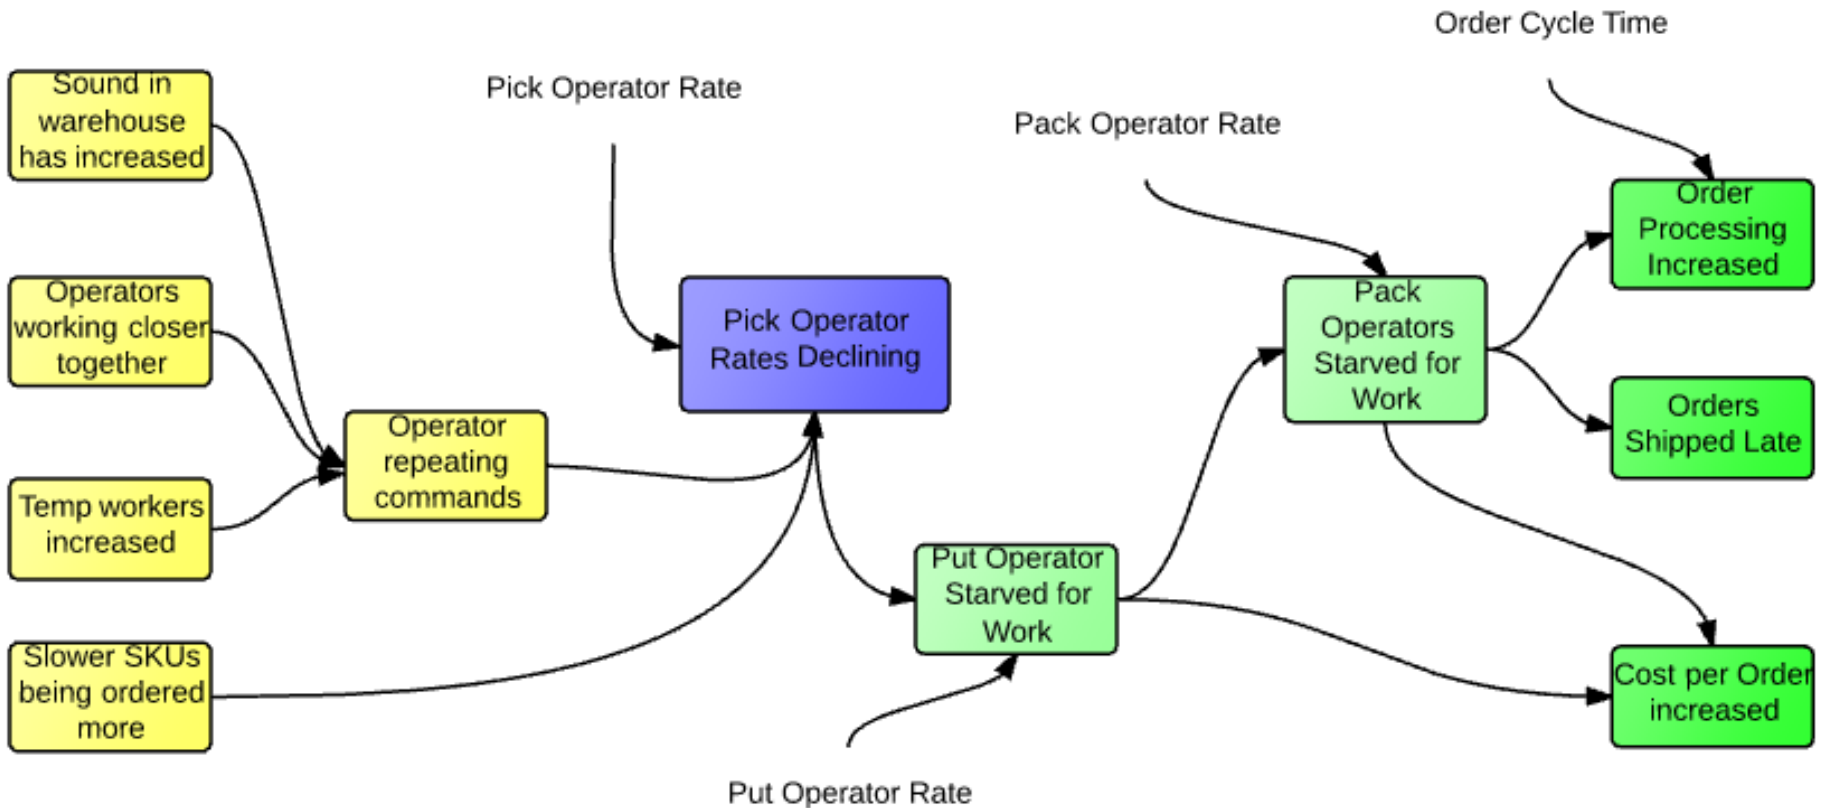 Order Cycle Time
Pick Operator Rate
Pack Operator Rate
Sound in
warehouse
has increased
Operators
working closer
together
Temp workers
increased
Slower SKUs
being ordered
more
Operator
repeating
commands
Pick Operator
Rates Declining
Put Operator
Starved for
Work
Put Operator Rate
Pack
Operators
Starved for
Work
Order
Processing
Increased
Orders
Shipped Late
Cost per Order
increased